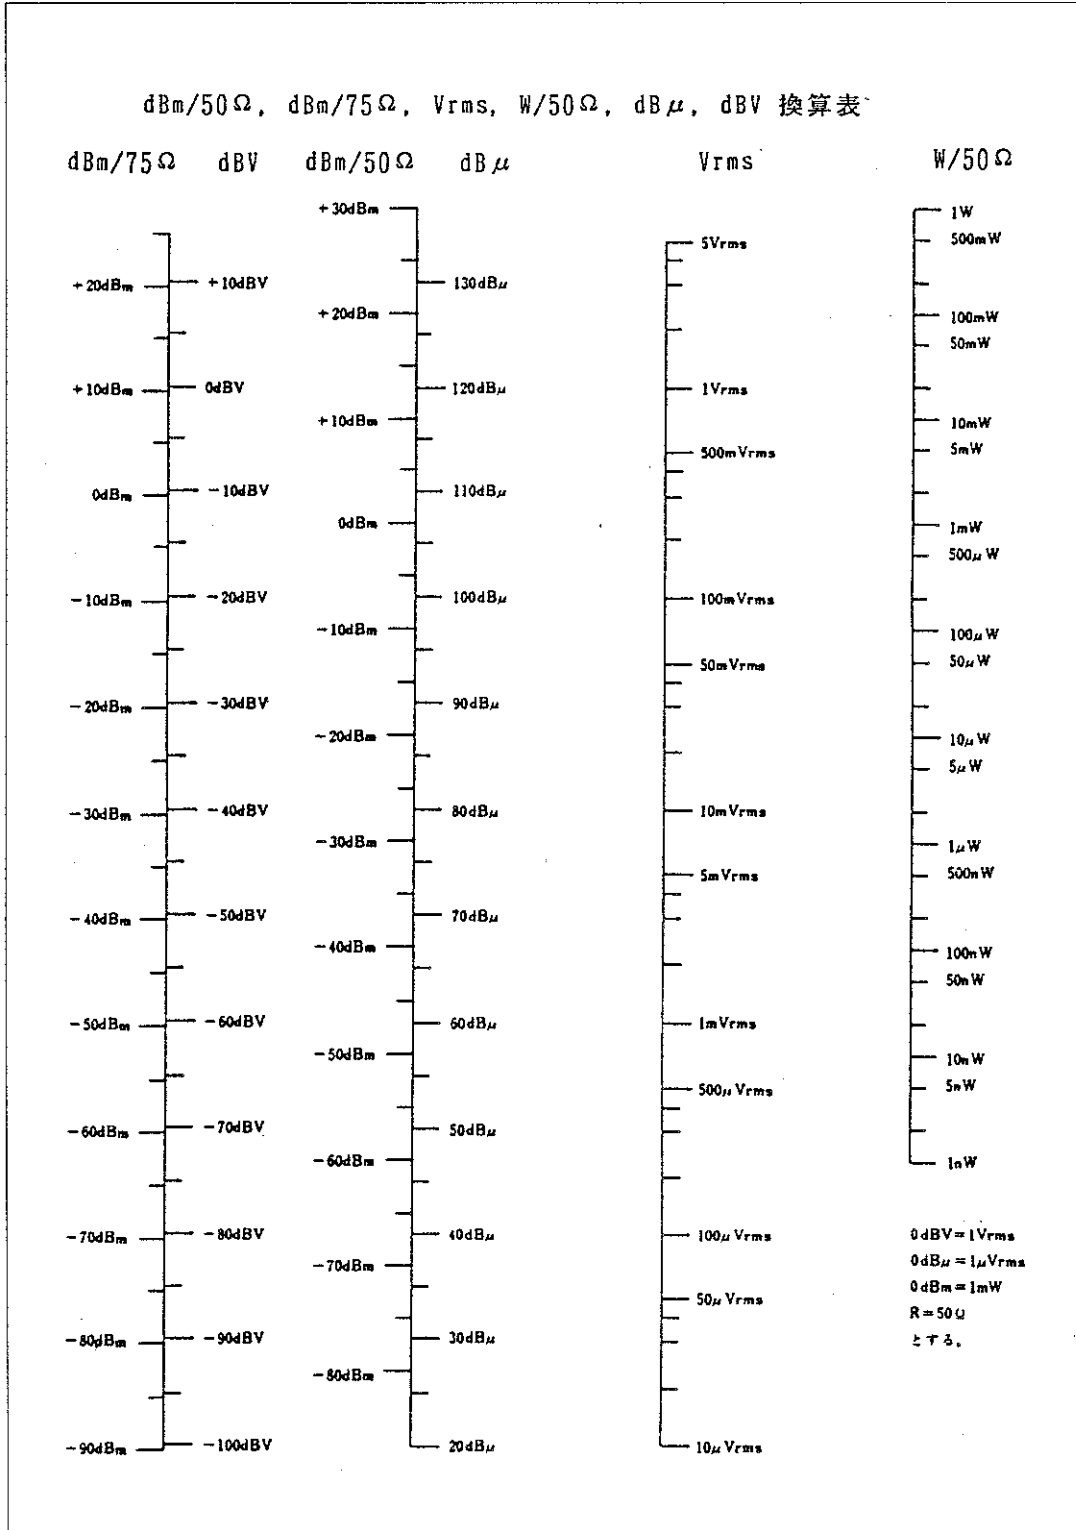 dBm/50Ω, dBm/75Ω, Vrms, W/50Ω, dBμ, dBV 換算表
dBm/75Ω dBV dBm/50Ω dBμ Vrms W/50Ω
+20dBm
+10dBm
0dBm
-10dBm
-20dBm
-30dBm
-40dBm
-50dBm
-60dBm
-70dBm
-80dBm
-90dBm
+10dBV
0dBV
-10dBV
-20dBV
-30dBV
-40dBV
-50dBV
-60dBV
-70dBV
-80dBV
-90dBV
-100dBV
+30dBm
+20dBm
+10dBm
0dBm
-10dBm
-20dBm
-30dBm
-40dBm
-50dBm
-60dBm
-70dBm
-80dBm
130dBμ
120dBμ
110dBμ
100dBμ
90dBμ
80dBμ
70dBμ
60dBμ
50dBμ
40dBμ
30dBμ
20dBμ
5Vrms
1Vrms
500mVrms
100mVrms
50mVrms
10mVrms
5mVrms
1mVrms
500μVrms
100μVrms
50μVrms
10μVrms
1W
500mW
100mW
50mW
10mW
5mW
1mW
500μW
100μW
50μW
10μW
5μW
1μW
500nW
100nW
50nW
10nW
5nW
1nW
0dBV=1Vrms
0dBμ=1μVrms
0dBm=1mW
R=50Ω
とする。